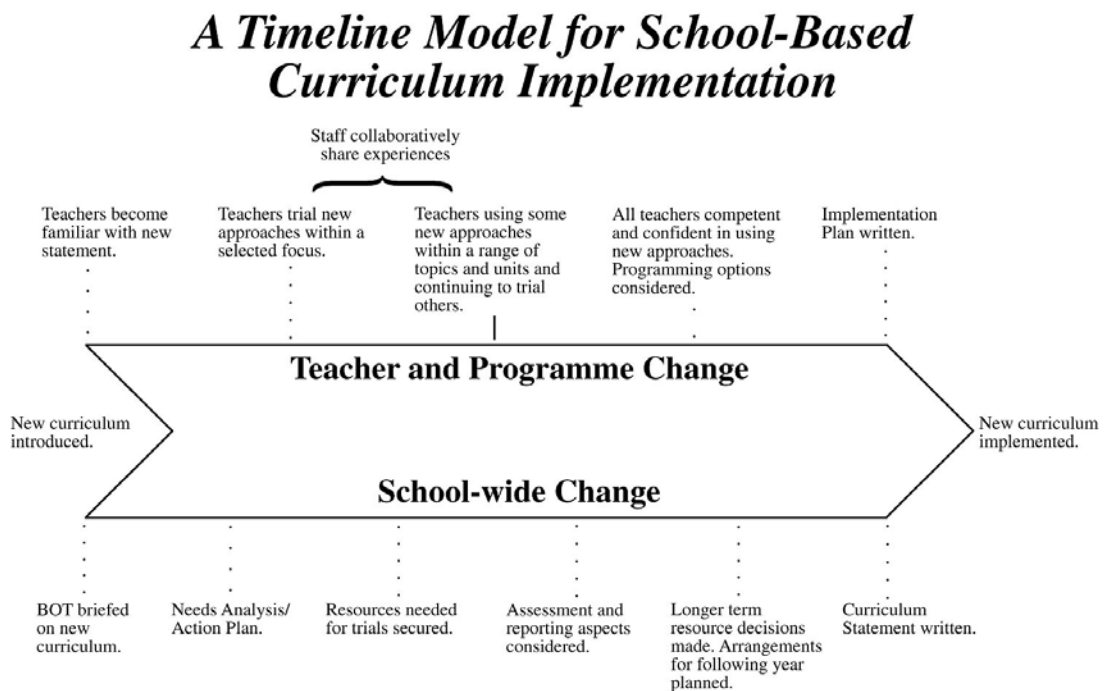 A Timeline Model for School-Based
Curriculum Implementation
Staff collaboratively
share experiences
Teachers become
familiar with new
statement.
Teachers trial new
approaches within a
selected focus.
Teachers using some
new approaches
within a range of
topics and units and
continuing to trial
others.
All teachers competent
and confident in using
new approaches.
Programming options
considered.
Implementation
Plan written.
Teacher and Programme Change
New curriculum
introduced.
New curriculum
implemented.
School-wide Change
BOT briefed
on new
curriculum.
Needs Analysis/
Action Plan.
Resources needed
for trials secured.
Assessment and
reporting aspects
considered.
Longer term
resource decisions
made. Arrangements
for following year
planned.
Curriculum
Statement written.